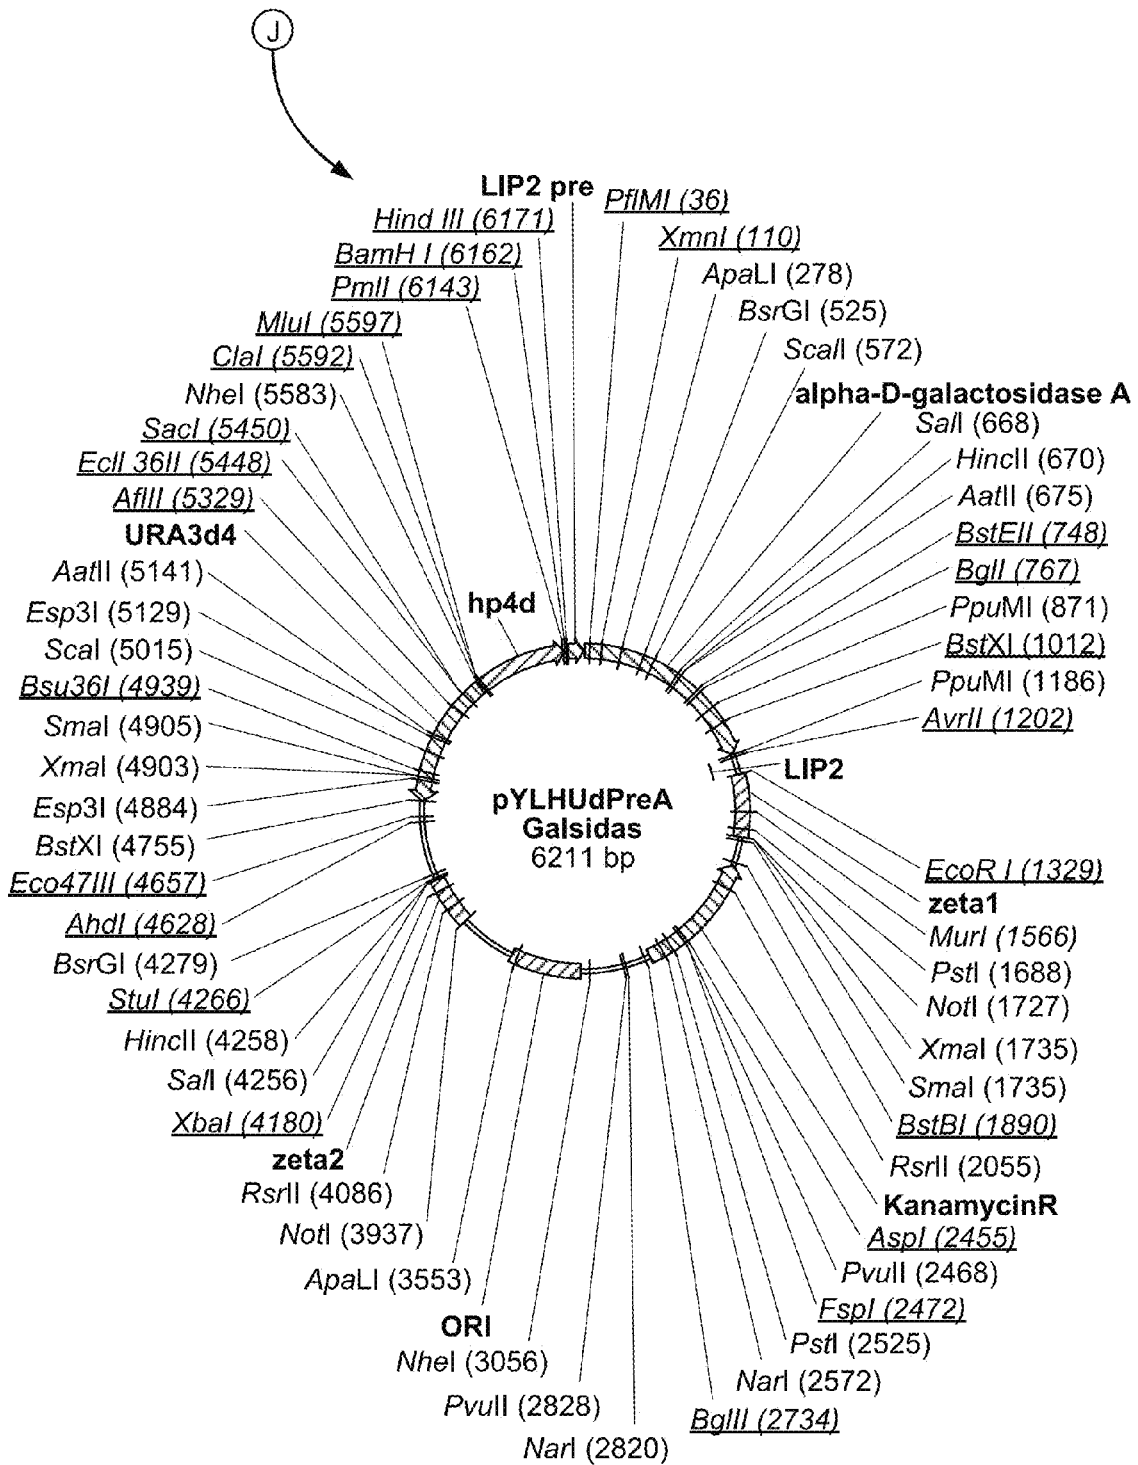 J
LIP2 pre
PflMI (36)
Hind III (6171)
XmnI (110)
BamH I (6162)
ApaLI (278)
PmlI (6143)
BsrGI (525)
MluI (5597)
ScaI (572)
ClaI (5592)
NheI (5583)
alpha-D-galactosidase A
SalI (668)
SacI (5450)
HincII (670)
Ecll 36II (5448)
AatII (675)
AflII (5329)
BstEII (748)
URA3d4
BglI (767)
AatII (5141)
PpuMI (871)
Esp3I (5129)
hp4d
BstXI (1012)
ScaI (5015)
PpuMI (1186)
Bsu36I (4939)
AvrII (1202)
SmaI (4905)
XmaI (4903)
LIP2
Esp3I (4884)
pYLHUdPreA
Galsidas
6211 bp
BstXI (4755)
EcoR I (1329)
Eco47III (4657)
zeta1
AhdI (4628)
MurI (1566)
BsrGI (4279)
PstI (1688)
StuI (4266)
NotI (1727)
HincII (4258)
XmaI (1735)
SalI (4256)
SmaI (1735)
XbaI (4180)
BstBI (1890)
zeta2
RsrII (2055)
RsrII (4086)
KanamycinR
NotI (3937)
AspI (2455)
ApaLI (3553)
PvuII (2468)
FspI (2472)
ORI
PstI (2525)
NheI (3056)
NarI (2572)
PvuII (2828)
BglII (2734)
NarI (2820)